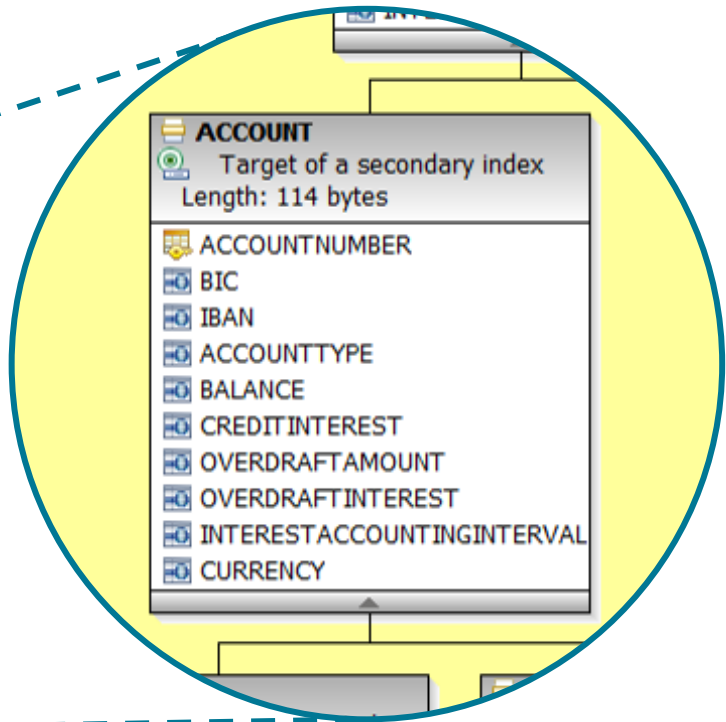 ACCOUNT
Target of a secondary index
Length: 114 bytes
ACCOUNTNUMBER
BIC
IBAN
ACCOUNTTYPE
BALANCE
CREDITINTEREST
OVERDRAFTAMOUNT
OVERDRAFTINTEREST
INTERESTACCOUNTINGINTERVAL
CURRENCY